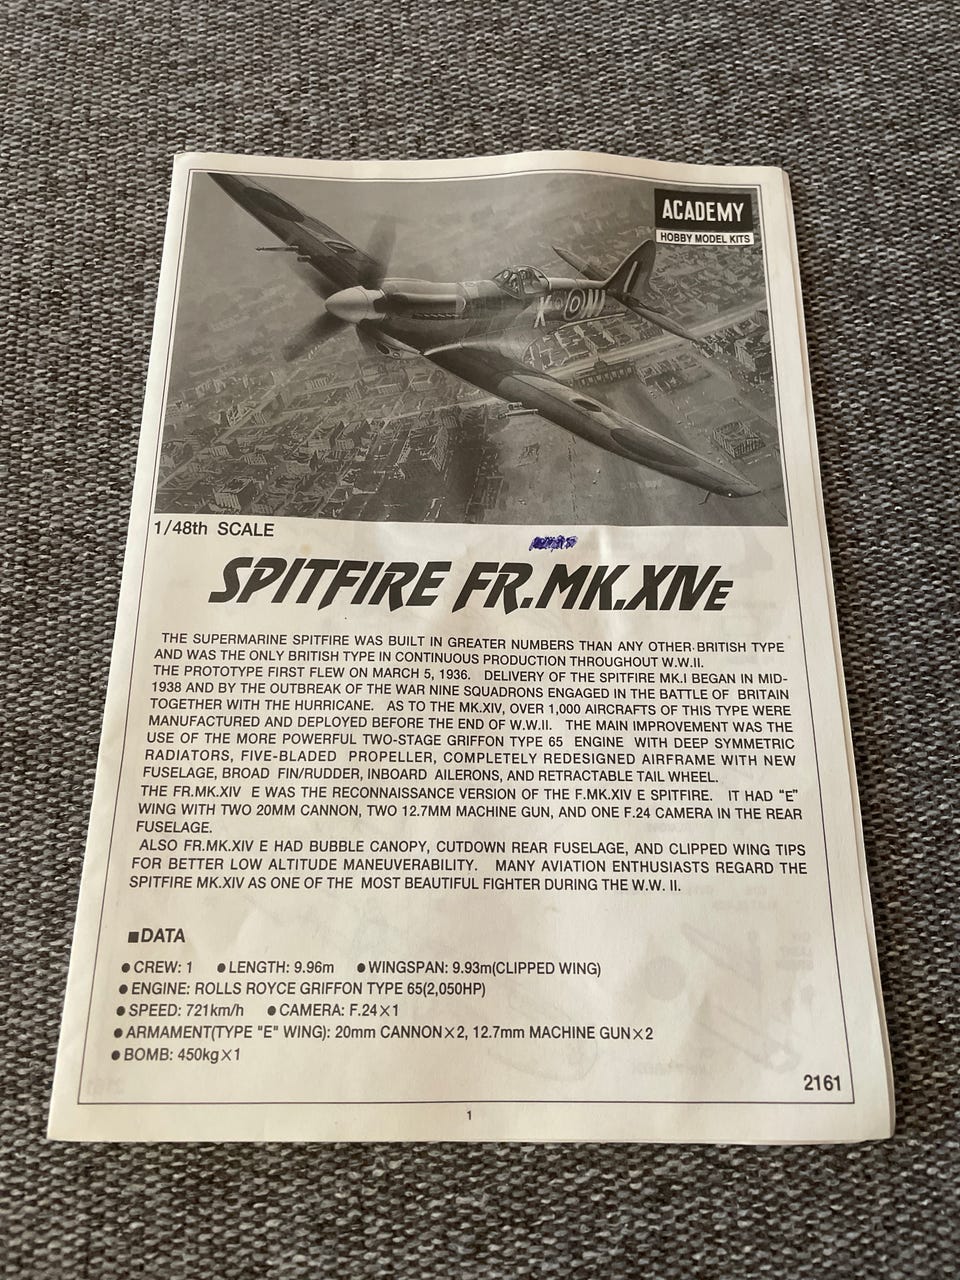 ACADEMY
HOBBY MODEL KITS
1/48th SCALE
SPITFIRE FR.MK.XIVE
THE SUPERMARINE SPITFIRE WAS BUILT IN GREATER NUMBERS THAN ANY OTHER BRITISH TYPE
AND WAS THE ONLY BRITISH TYPE IN CONTINUOUS PRODUCTION THROUGHOUT W.W.II.
THE PROTOTYPE FIRST FLEW ON MARCH 5, 1936. DELIVERY OF THE SPITFIRE MK.I BEGAN IN MID-
1938 AND BY THE OUTBREAK OF THE WAR NINE SQUADRONS ENGAGED IN THE BATTLE OF BRITAIN
TOGETHER WITH THE HURRICANE. AS TO THE MK.XIV, OVER 1,000 AIRCRAFTS OF THIS TYPE WERE
MANUFACTURED AND DEPLOYED BEFORE THE END OF W.W.II. THE MAIN IMPROVEMENT WAS THE
USE OF THE MORE POWERFUL TWO-STAGE GRIFFON TYPE 65 ENGINE WITH DEEP SYMMETRIC
RADIATORS, FIVE-BLADED PROPELLER, COMPLETELY REDESIGNED AIRFRAME WITH NEW
FUSELAGE, BROAD FIN/RUDDER, INBOARD AILERONS, AND RETRACTABLE TAIL WHEEL.
THE FR.MK.XIV E WAS THE RECONNAISSANCE VERSION OF THE F.MK.XIV E SPITFIRE. IT HAD "E"
WING WITH TWO 20MM CANNON, TWO 12.7MM MACHINE GUN, AND ONE F.24 CAMERA IN THE REAR
FUSELAGE.
ALSO FR.MK.XIV E HAD BUBBLE CANOPY, CUTDOWN REAR FUSELAGE, AND CLIPPED WING TIPS
FOR BETTER LOW ALTITUDE MANEUVERABILITY. MANY AVIATION ENTHUSIASTS REGARD THE
SPITFIRE MK.XIV AS ONE OF THE MOST BEAUTIFUL FIGHTER DURING THE W.W. II.
■DATA
●CREW: 1 ●LENGTH: 9.96m ●WINGSPAN: 9.93m(CLIPPED WING)
●ENGINE: ROLLS ROYCE GRIFFON TYPE 65(2,050HP)
●SPEED: 721km/h ●CAMERA: F.24×1
●ARMAMENT(TYPE "E" WING): 20mm CANNON×2, 12.7mm MACHINE GUN×2
●BOMB: 450kg×1
2161
1